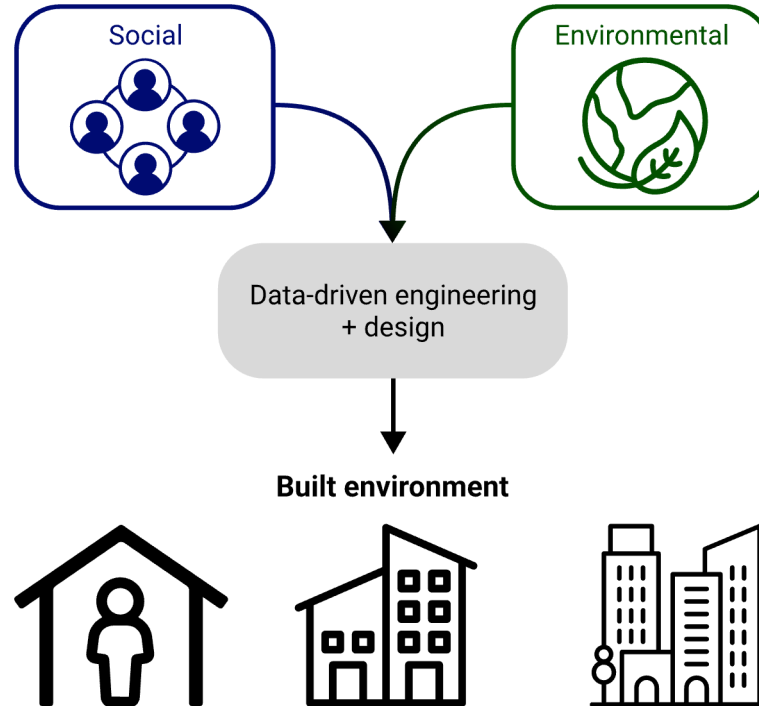 Social
Environmental
Data-driven engineering
+ design
Built environment